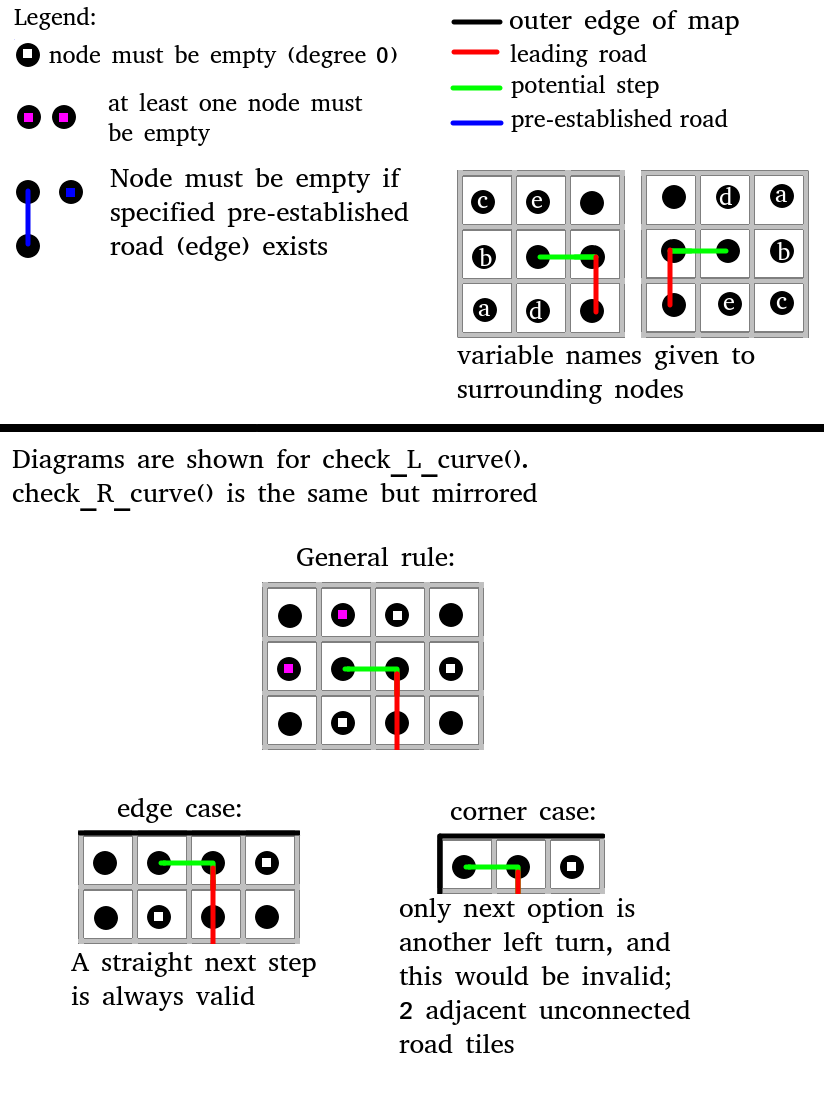 Legend:
node must be empty (degree 0)
at least one node must
be empty
Node must be empty if
specified pre-established
road (edge) exists
outer edge of map
leading road
potential step
pre-established road
c e
b
a d
d a
b
e c
variable names given to
surrounding nodes
Diagrams are shown for check_L_curve().
check_R_curve() is the same but mirrored
General rule:
edge case:
A straight next step
is always valid
corner case:
only next option is
another left turn, and
this would be invalid;
2 adjacent unconnected
road tiles